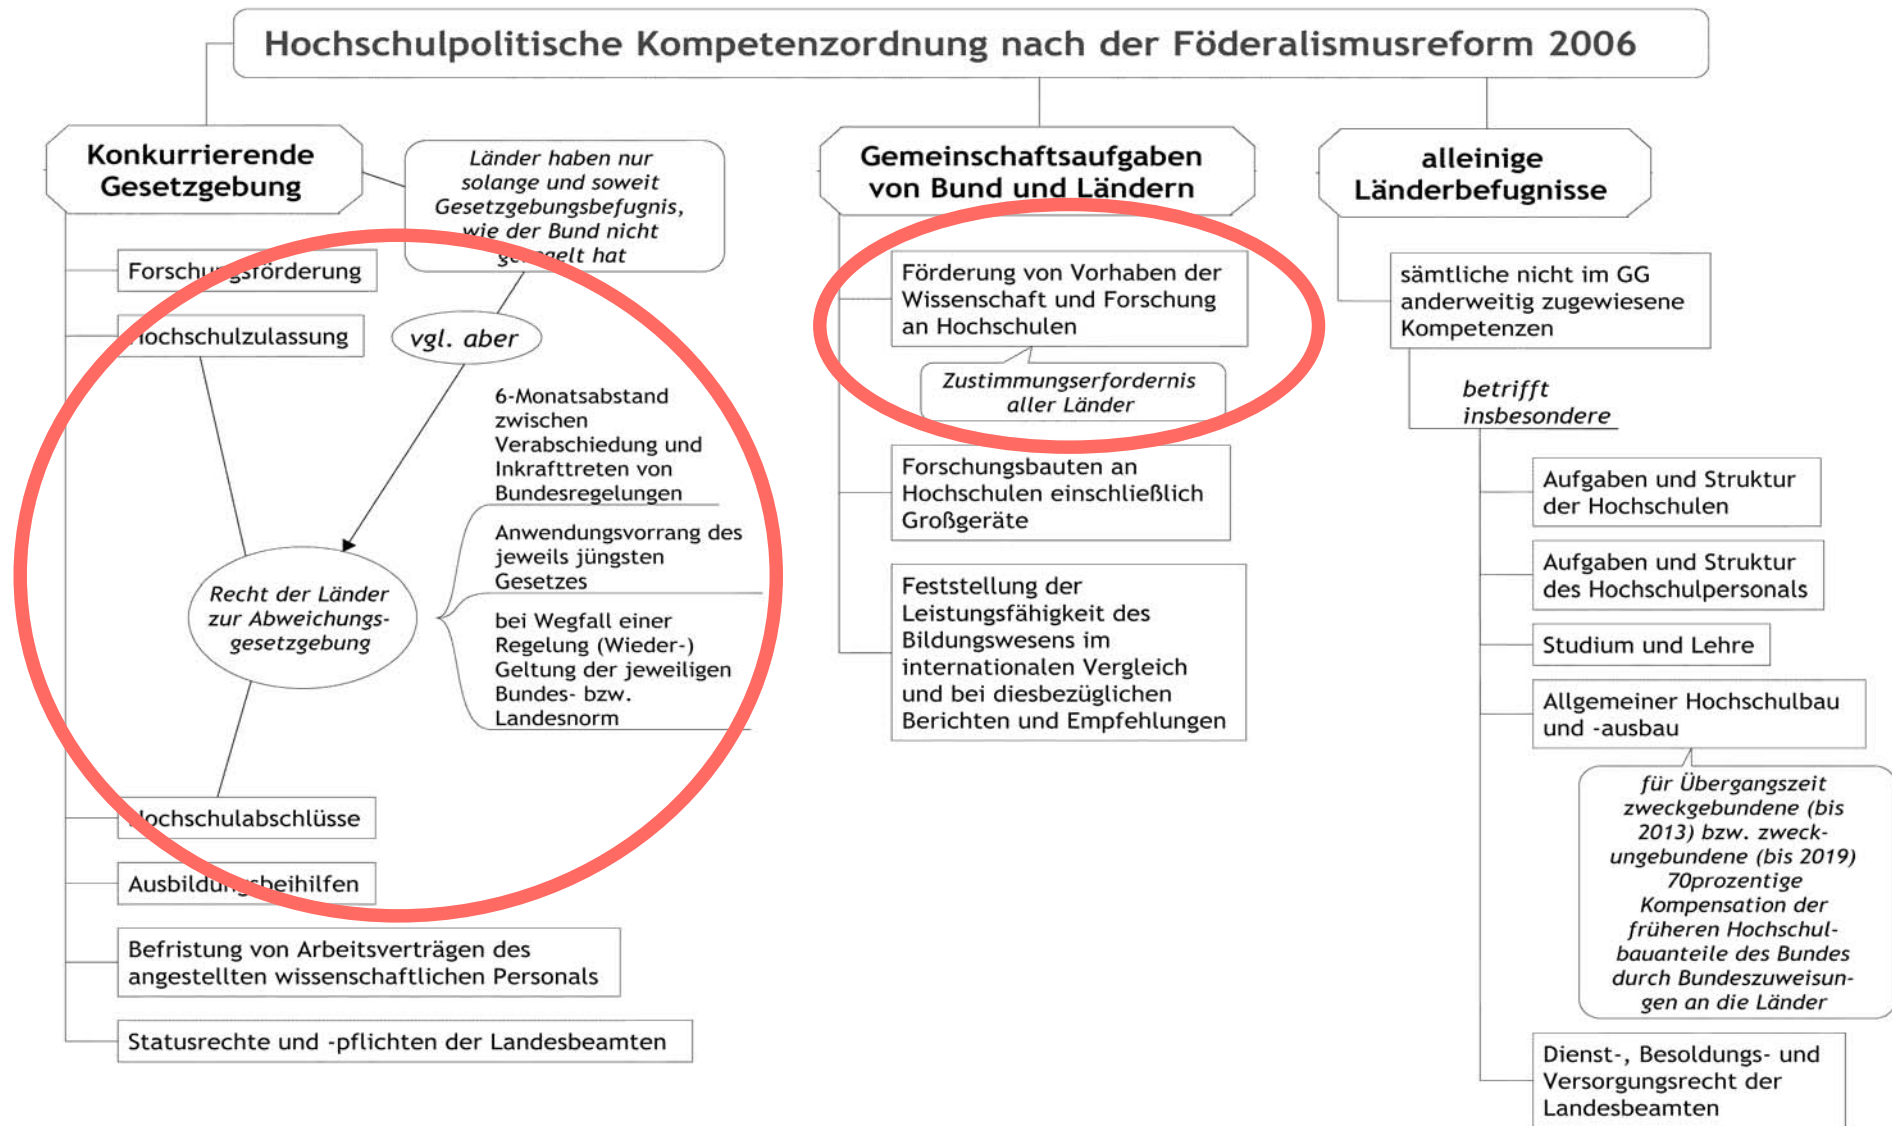 Hochschulpolitische Kompetenzordnung nach der Föderalismusreform 2006
Konkurrierende
Gesetzgebung
Länder haben nur
solange und soweit
Gesetzgebungsbefugnis,
wie der Bund nicht
geregelt hat
Forschungsförderung
Hochschulzulassung
vgl. aber
6-Monatsabstand
zwischen
Verabschiedung und
Inkrafttreten von
Bundesregelungen
Anwendungsvorrang des
jeweils jüngsten
Gesetzes
Recht der Länder
zur Abweichungs-
gesetzgebung
bei Wegfall einer
Regelung (Wieder-)
Geltung der jeweiligen
Bundes- bzw.
Landesnorm
Hochschulabschlüsse
Ausbildungsbeihilfen
Befristung von Arbeitsverträgen des
angestellten wissenschaftlichen Personals
Statusrechte und -pflichten der Landesbeamten
Gemeinschaftsaufgaben
von Bund und Ländern
Förderung von Vorhaben der
Wissenschaft und Forschung
an Hochschulen
Zustimmungserfordernis
aller Länder
Forschungsbauten an
Hochschulen einschließlich
Großgeräte
Feststellung der
Leistungsfähigkeit des
Bildungswesens im
internationalen Vergleich
und bei diesbezüglichen
Berichten und Empfehlungen
alleinige
Länderbefugnisse
sämtliche nicht im GG
anderweitig zugewiesene
Kompetenzen
betrifft
insbesondere
Aufgaben und Struktur
der Hochschulen
Aufgaben und Struktur
des Hochschulpersonals
Studium und Lehre
Allgemeiner Hochschulbau
und -ausbau
für Übergangszeit
zweckgebundene (bis
2013) bzw. zweck-
ungebundene (bis 2019)
70prozentige
Kompensation der
früheren Hochschul-
bauanteile des Bundes
durch Bundeszuweisun-
gen an die Länder
Dienst-, Besoldungs- und
Versorgungsrecht der
Landesbeamten